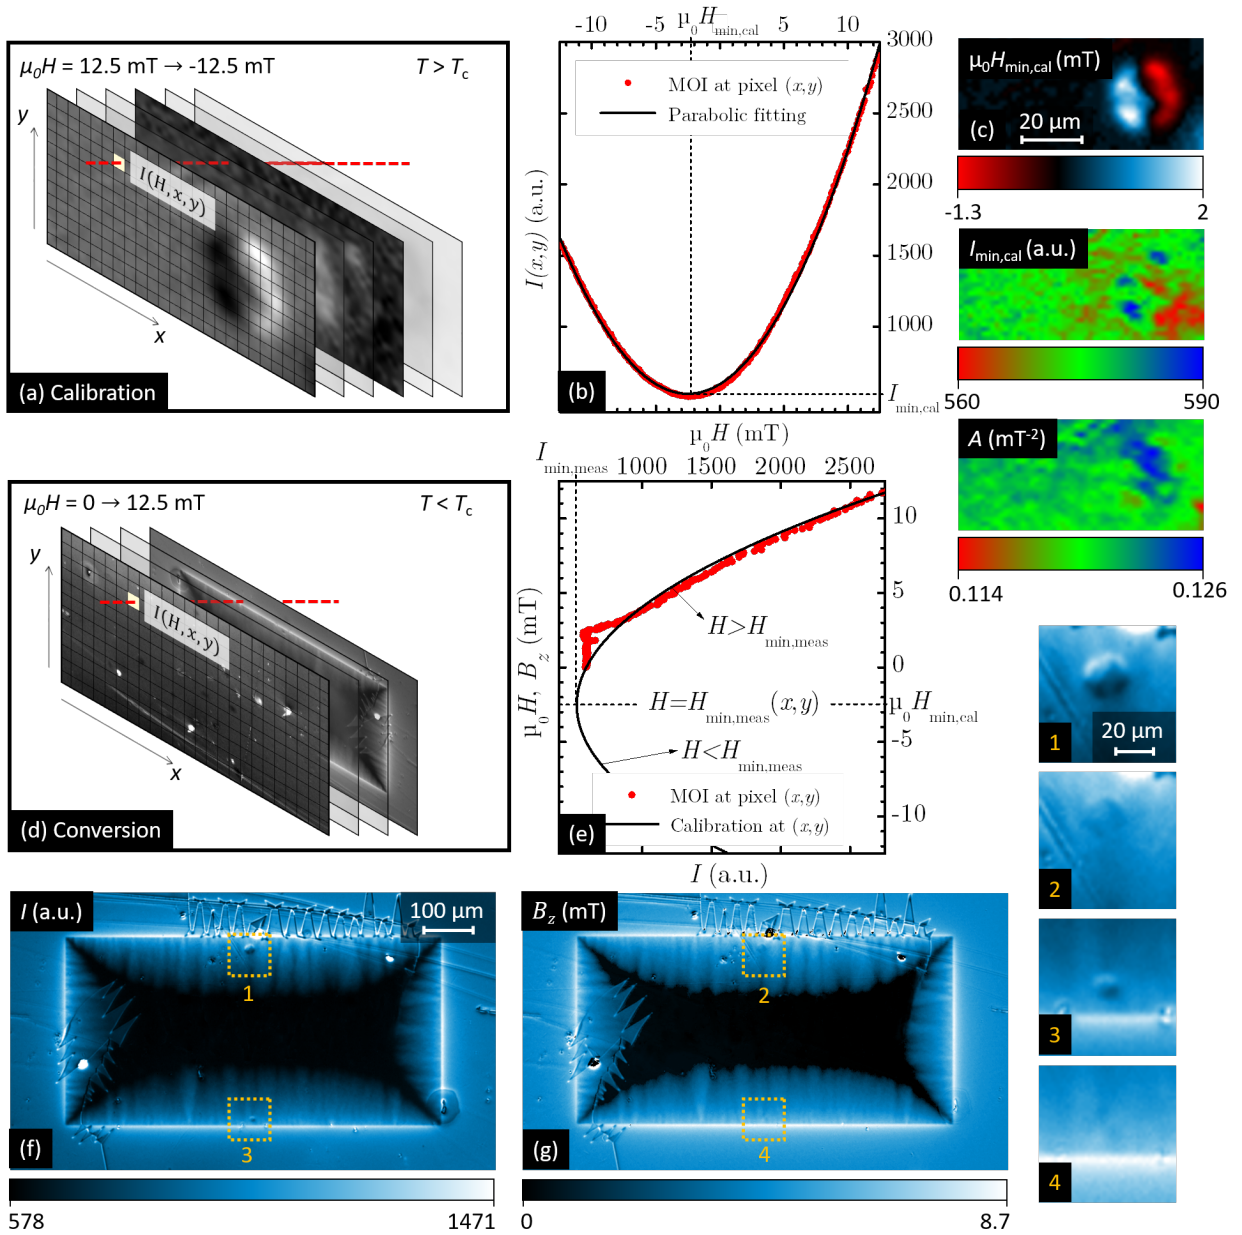 μ₀H = 12.5 mT → -12.5 mT
T > Tc
y
I(H,x,y)
x
(a) Calibration
μ₀H̅min,cal
-10 -5 5 10
MOI at pixel (x,y)
Parabolic fitting
3000
2500
2000
1500
1000
I(x,y) (a.u.)
Imin,cal
(b)
μ₀H (mT)
μ₀Hmin,cal (mT)
20 μm
(c)
-1.3 2
Imin,cal (a.u.)
560 590
A (mT⁻²)
0.114 0.126
μ₀H = 0 → 12.5 mT
T < Tc
y
I(H,x,y)
x
(d) Conversion
Imin,meas
1000 1500 2000 2500
10
5
0
-5
-10
μ₀H, Bz (mT)
H>Hmin,meas
H=Hmin,meas(x,y)
μ₀Hmin,cal
H<Hmin,meas
MOI at pixel (x,y)
Calibration at (x,y)
(e)
I (a.u.)
1
20 μm
2
3
4
I (a.u.)
100 μm
1
3
(f)
578 1471
Bz (mT)
2
4
(g)
0 8.7